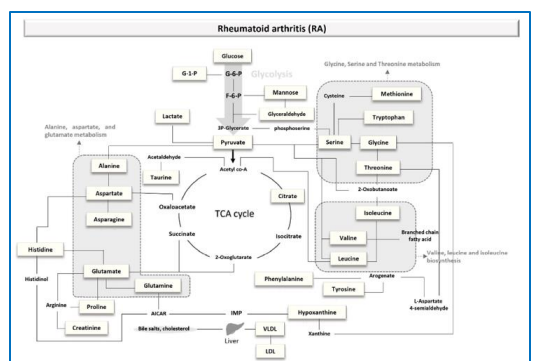 Rheumatoid arthritis (RA)
Glucose
Glycine, Serine and Threonine metabolism
G-1-P
G-6-P
Glycolysis
F-6-P
Mannose
Cysteine
Methionine
Glyceraldehyde
Tryptophan
Lactate
3P-Glycerate
phosphoserine
Alanine, aspartate, and
glutamate metabolism
Pyruvate
Serine
Glycine
Acetaldehyde
Acetyl co-A
Threonine
Alanine
Taurine
2-Oxobutanoate
Aspartate
Citrate
Oxaloacetate
TCA cycle
Isoleucine
Asparagine
Succinate
Isocitrate
Valine
Branched chain
fatty acid
Histidine
2-Oxoglutarate
Leucine
Valine, leucine and isoleucine
biosynthesis
Glutamate
Histidinol
Glutamine
Phenylalanine
Arogenate
Tyrosine
Arginine
Proline
L-Aspartate
4-semialdehyde
AICAR
IMP
Hypoxanthine
Creatinine
Bile salts, cholesterol
VLDL
Xanthine
Liver
LDL